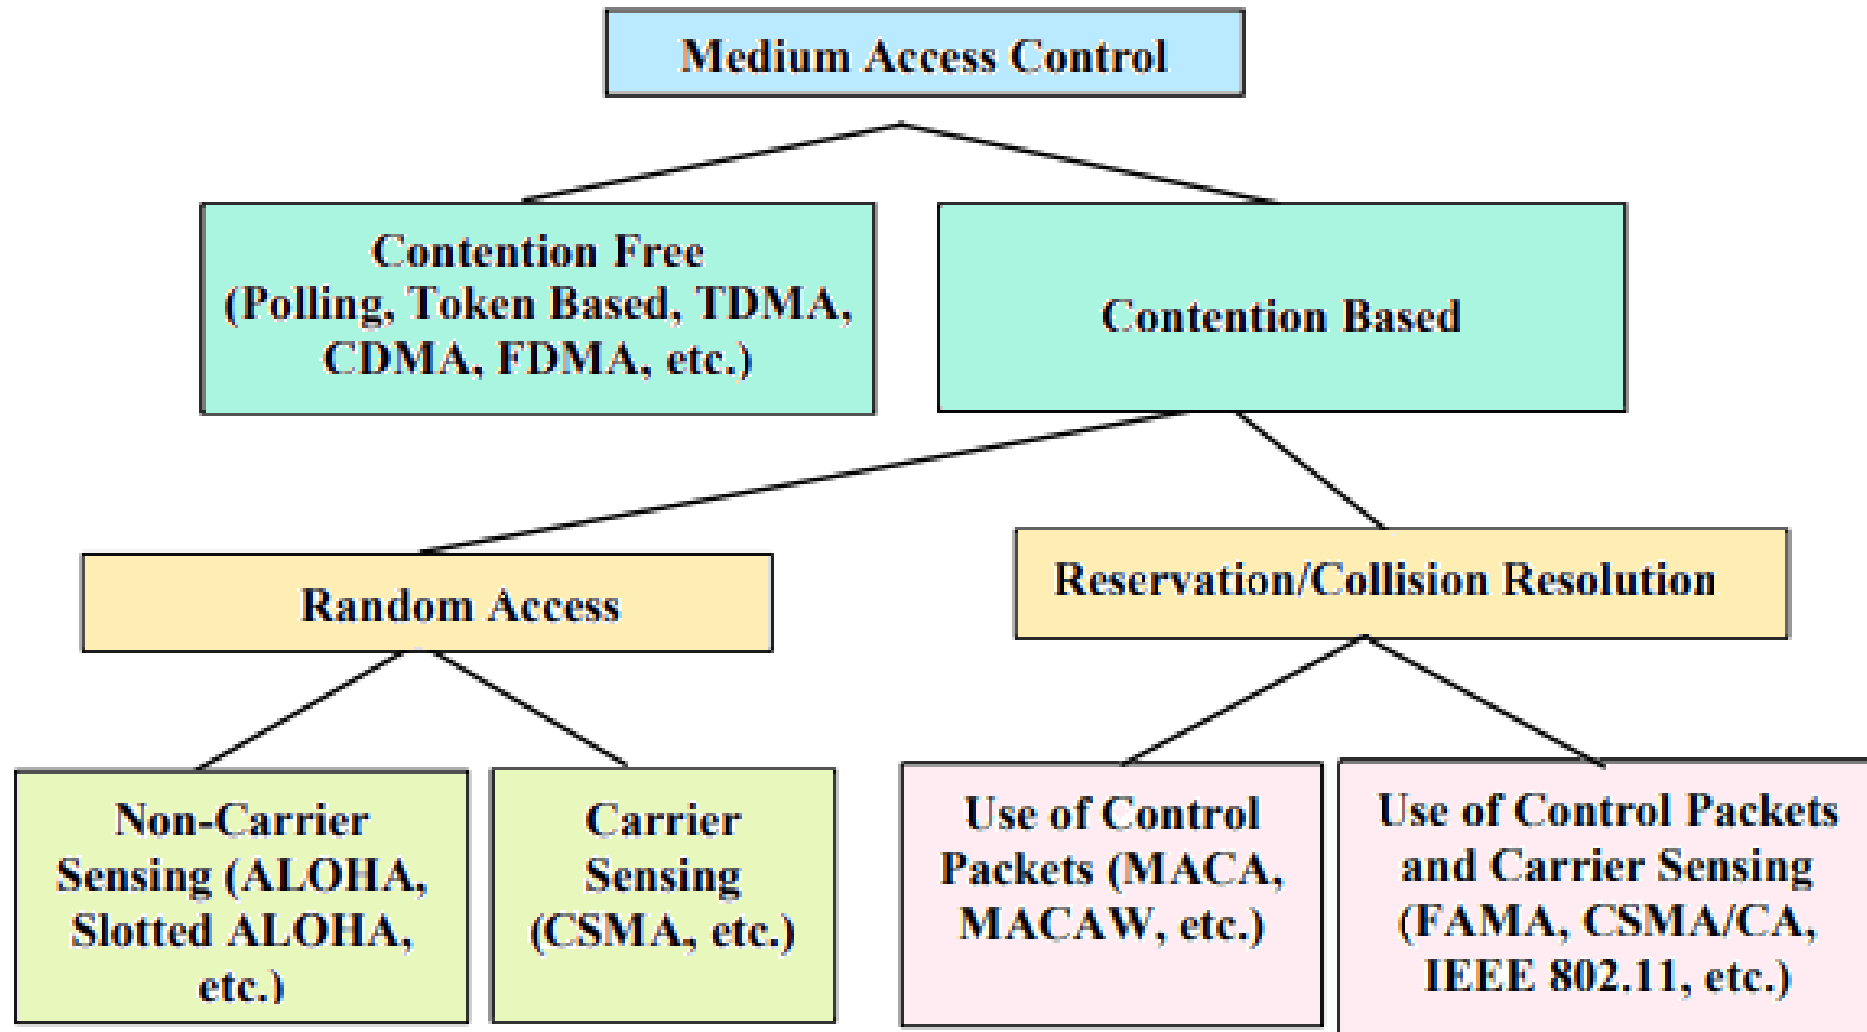 Medium Access Control
Contention Free
(Polling, Token Based, TDMA,
CDMA, FDMA, etc.)
Contention Based
Random Access
Reservation/Collision Resolution
Non-Carrier
Sensing (ALOHA,
Slotted ALOHA,
etc.)
Carrier
Sensing
(CSMA, etc.)
Use of Control
Packets (MACA,
MACAW, etc.)
Use of Control Packets
and Carrier Sensing
(FAMA, CSMA/CA,
IEEE 802.11, etc.)